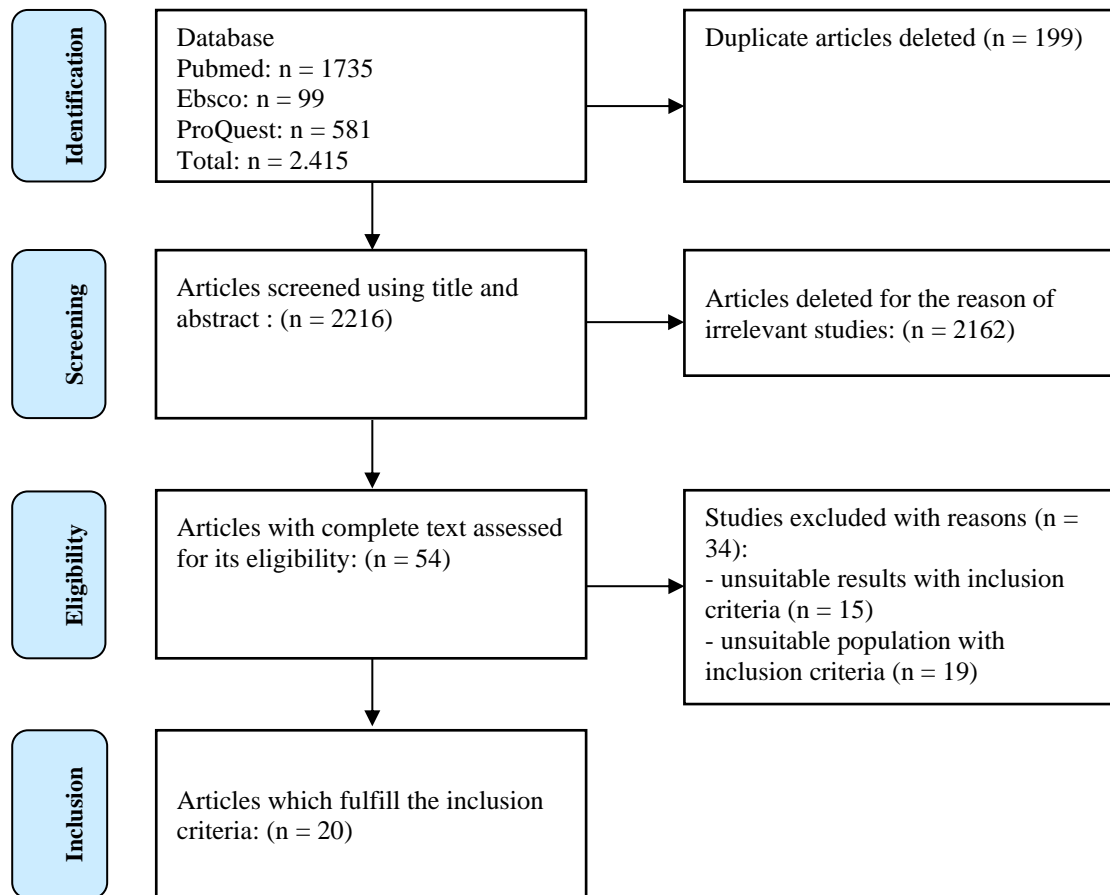 Identification
Database
Pubmed: n = 1735
Ebsco: n = 99
ProQuest: n = 581
Total: n = 2.415
Duplicate articles deleted (n = 199)
Screening
Articles screened using title and
abstract : (n = 2216)
Articles deleted for the reason of
irrelevant studies: (n = 2162)
Eligibility
Articles with complete text assessed
for its eligibility: (n = 54)
Studies excluded with reasons (n =
34):
- unsuitable results with inclusion
criteria (n = 15)
- unsuitable population with
inclusion criteria (n = 19)
Inclusion
Articles which fulfill the inclusion
criteria: (n = 20)